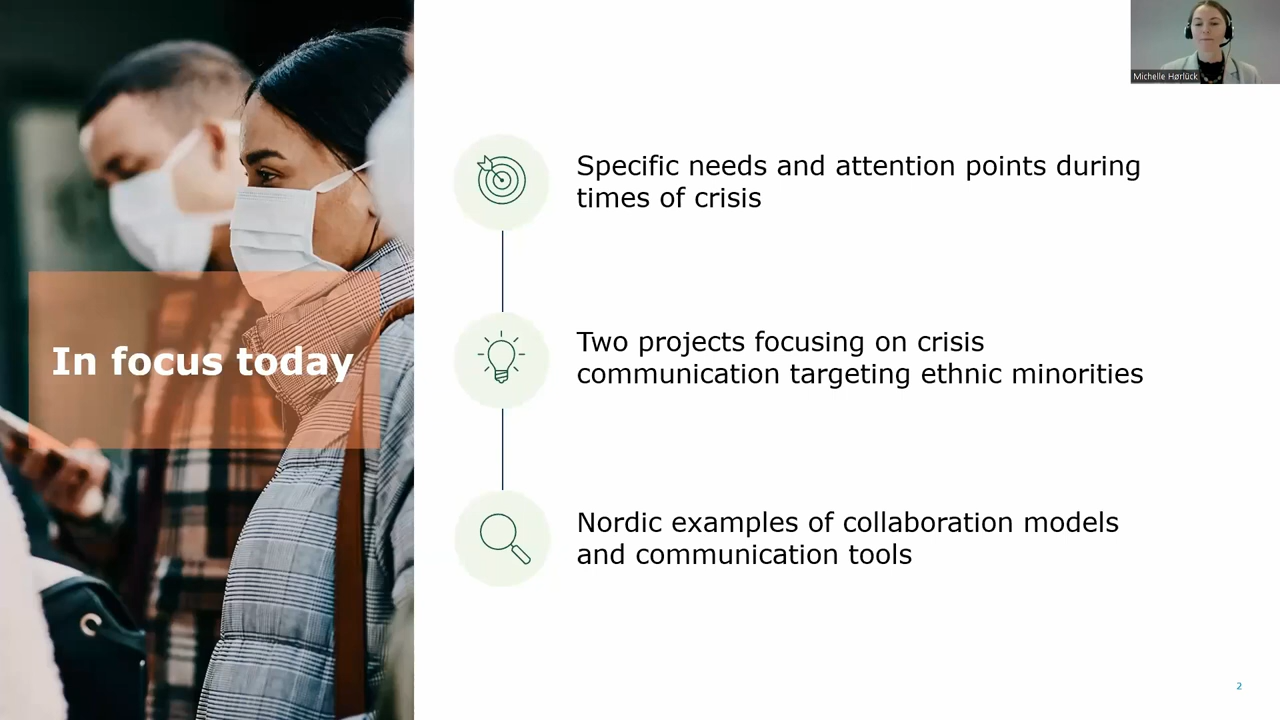 Michelle Hørlück
In focus today
Specific needs and attention points during
times of crisis
Two projects focusing on crisis
communication targeting ethnic minorities
Nordic examples of collaboration models
and communication tools
2